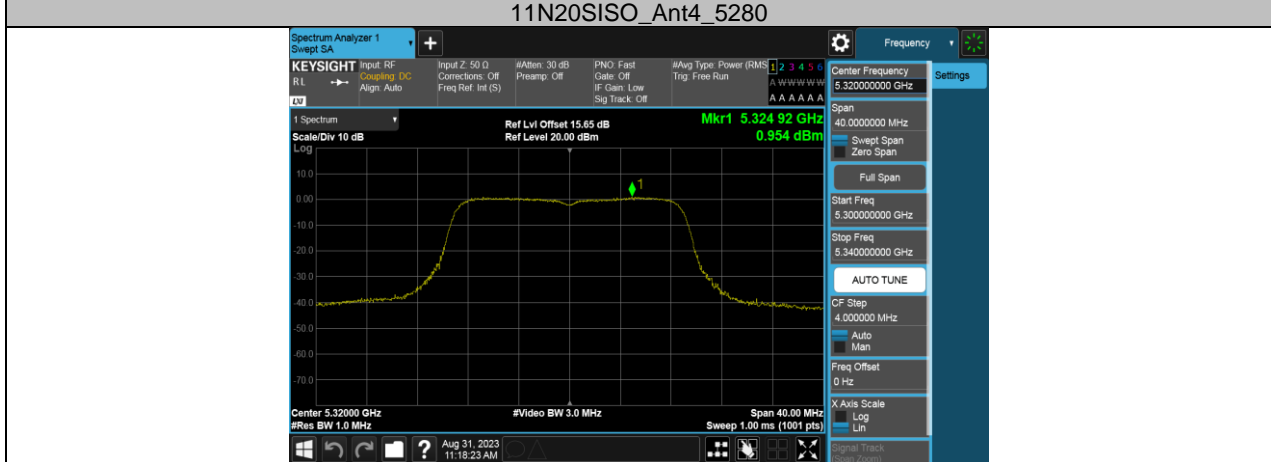 11N20SISO_Ant4_5280
Spectrum Analyzer 1
Swept SA
+
Frequency
KEYSIGHT
RL
LXI
Input: RF
Coupling: DC
Align: Auto
Input Z: 50 Ω
Corrections: Off
Freq Ref: Int (S)
#Atten: 30 dB
Preamp: Off
PNO: Fast
Gate: Off
IF Gain: Low
Sig Track: Off
#Avg Type: Power (RMS
Trig: Free Run
1 2 3 4 5 6
A W W W W W
A A A A A A
1 Spectrum
Scale/Div 10 dB
Ref Lvl Offset 15.65 dB
Ref Level 20.00 dBm
Mkr1 5.324 92 GHz
0.954 dBm
Log
10.0
0.00
-10.0
-20.0
-30.0
-40.0
-50.0
-60.0
-70.0
1
Center 5.32000 GHz
#Res BW 1.0 MHz
#Video BW 3.0 MHz
Span 40.00 MHz
Sweep 1.00 ms (1001 pts)
Center Frequency
5.320000000 GHz
Settings
Span
40.0000000 MHz
Swept Span
Zero Span
Full Span
Start Freq
5.300000000 GHz
Stop Freq
5.340000000 GHz
AUTO TUNE
CF Step
4.000000 MHz
Auto
Man
Freq Offset
0 Hz
X Axis Scale
Log
Lin
Signal Track
(Span Zoom)
?
Aug 31, 2023
11:18:23 AM